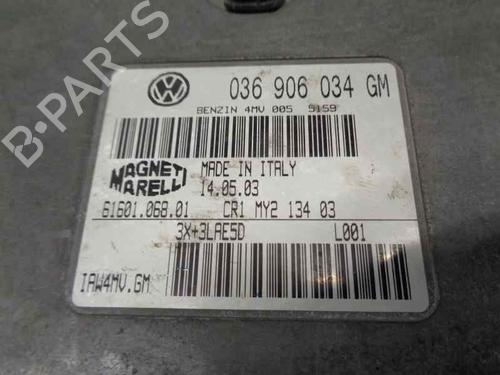 036 906 034 GM
BENZIN 4MV 005 5159
MAGNETI MARELLI
MADE IN ITALY
14.05.03
61601.068.01 CR1 MY2 134 03
3X+3LAE5D L001
IAW4MV.GM
B-PARTS